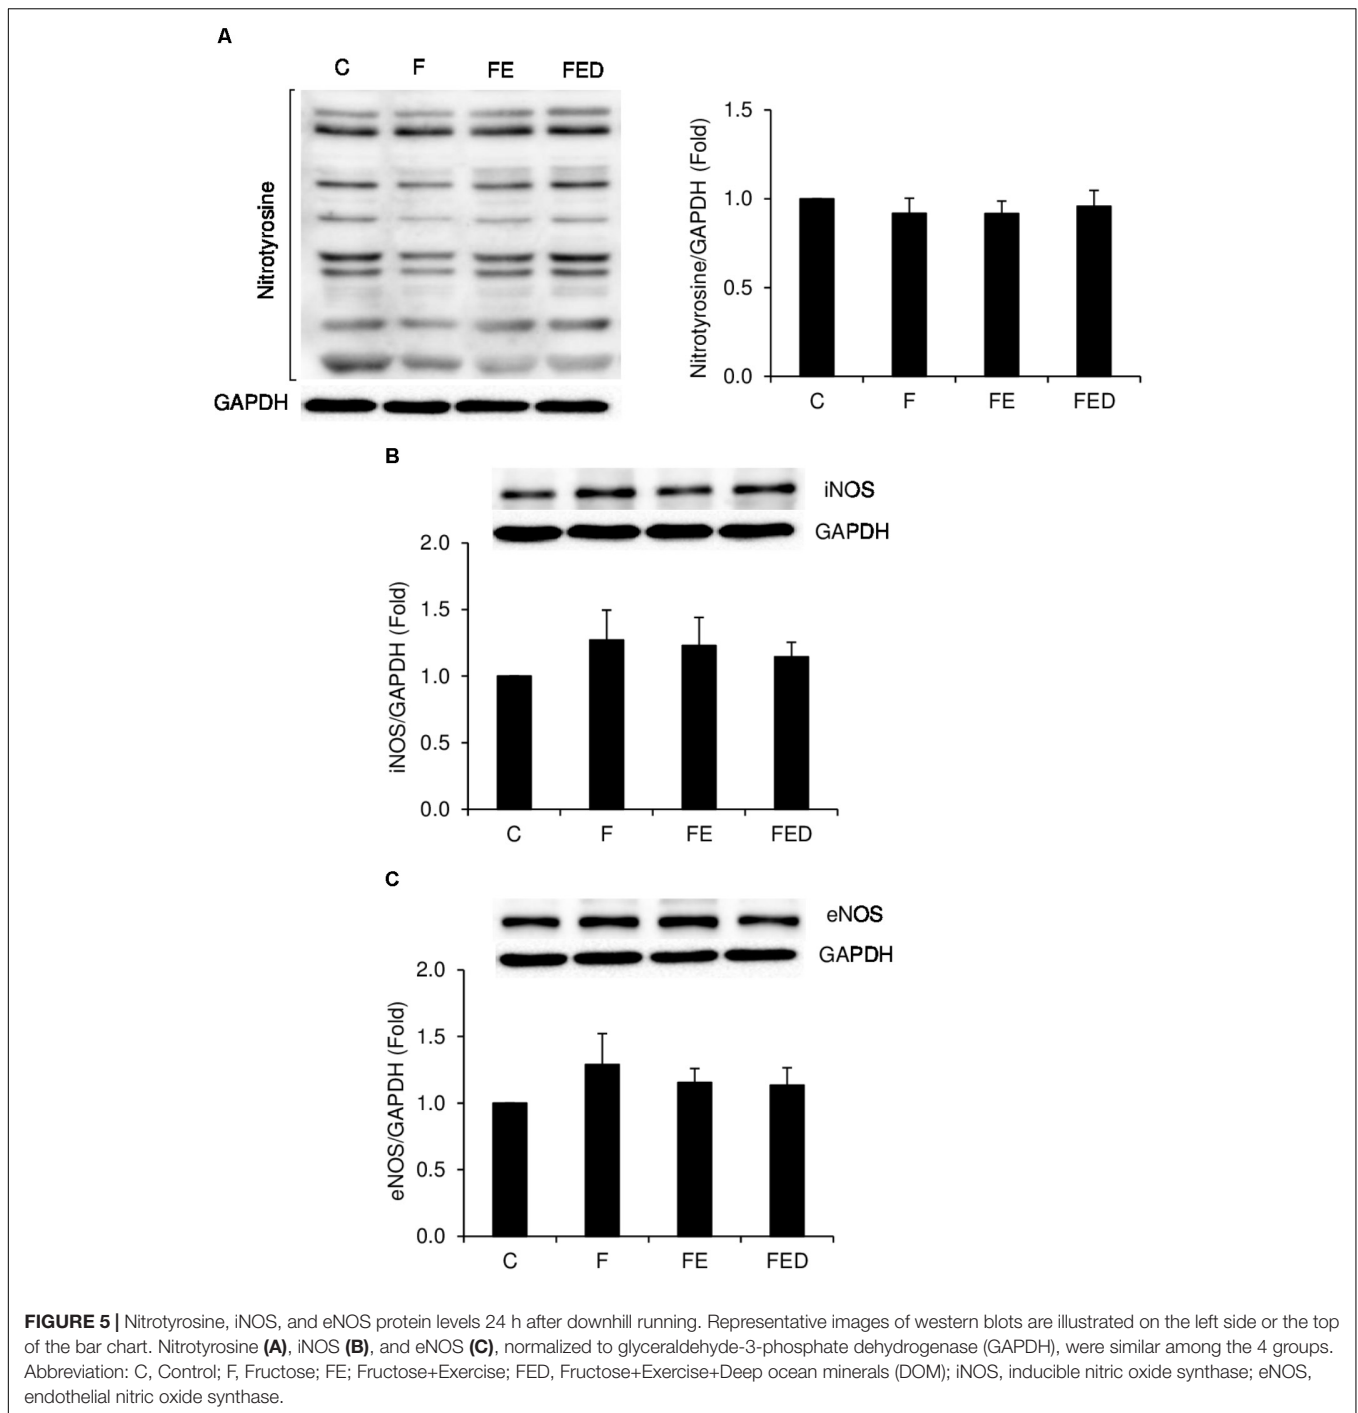 A
C F FE FED
Nitrotyrosine
GAPDH
Nitrotyrosine/GAPDH (Fold)
1.5
1.0
0.5
0.0
C F FE FED
B
iNOS
GAPDH
iNOS/GAPDH (Fold)
2.0
1.5
1.0
0.5
0.0
C F FE FED
C
eNOS
GAPDH
eNOS/GAPDH (Fold)
2.0
1.5
1.0
0.5
0.0
C F FE FED
FIGURE 5 | Nitrotyrosine, iNOS, and eNOS protein levels 24 h after downhill running. Representative images of western blots are illustrated on the left side or the top
of the bar chart. Nitrotyrosine (A), iNOS (B), and eNOS (C), normalized to glyceraldehyde-3-phosphate dehydrogenase (GAPDH), were similar among the 4 groups.
Abbreviation: C, Control; F, Fructose; FE; Fructose+Exercise; FED, Fructose+Exercise+Deep ocean minerals (DOM); iNOS, inducible nitric oxide synthase; eNOS,
endothelial nitric oxide synthase.